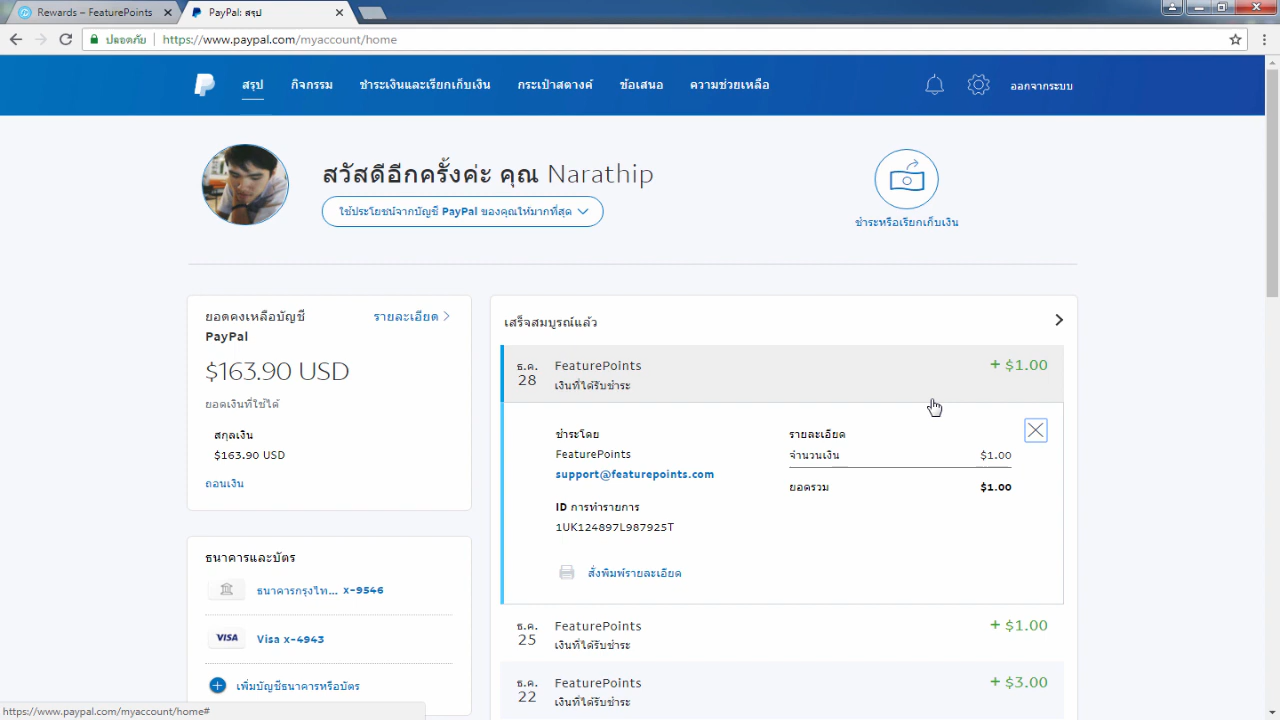 Rewards – FeaturePoints
PayPal: สรุป
ปลอดภัย
https://www.paypal.com/myaccount/home
สรุป
กิจกรรม
ชำระเงินและเรียกเก็บเงิน
กระเป๋าสตางค์
ข้อเสนอ
ความช่วยเหลือ
ออกจากระบบ
สวัสดีอีกครั้งค่ะ คุณ Narathip
ใช้ประโยชน์จากบัญชี PayPal ของคุณให้มากที่สุด
ชำระหรือเรียกเก็บเงิน
ยอดคงเหลือบัญชี
PayPal
รายละเอียด
$163.90 USD
ยอดเงินที่ใช้ได้
สกุลเงิน
$163.90 USD
ถอนเงิน
ธนาคารและบัตร
ธนาคารกรุงไท... x-9546
VISA
Visa x-4943
เพิ่มบัญชีธนาคารหรือบัตร
เสร็จสมบูรณ์แล้ว
ธ.ค.
28
FeaturePoints
เงินที่ได้รับชำระ
+ $1.00
ชำระโดย
FeaturePoints
support@featurepoints.com
ID การทำรายการ
1UK124897L987925T
สั่งพิมพ์รายละเอียด
รายละเอียด
จำนวนเงิน $1.00
ยอดรวม $1.00
ธ.ค.
25
FeaturePoints
เงินที่ได้รับชำระ
+ $1.00
ธ.ค.
22
FeaturePoints
เงินที่ได้รับชำระ
+ $3.00
https://www.paypal.com/myaccount/home#